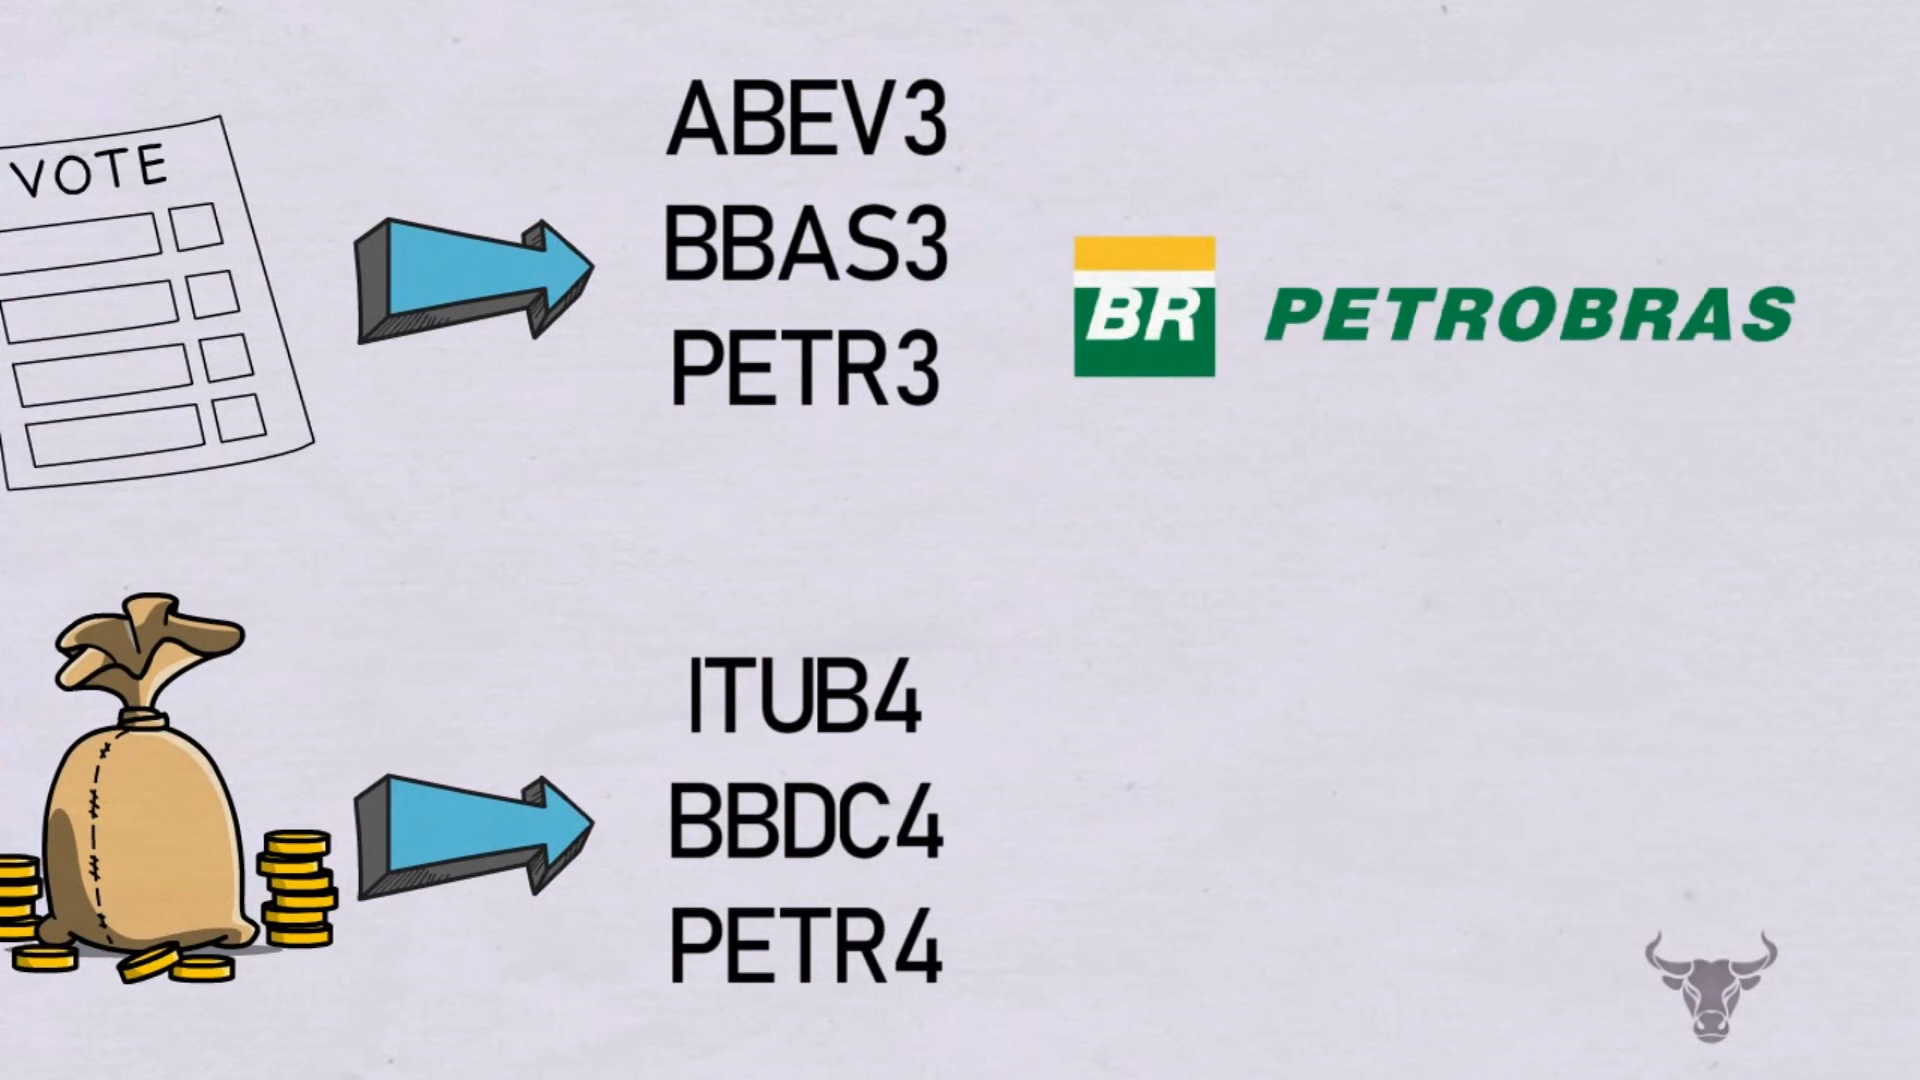 VOTE
ABEV3
BBAS3
PETR3
BR PETROBRAS
ITUB4
BBDC4
PETR4